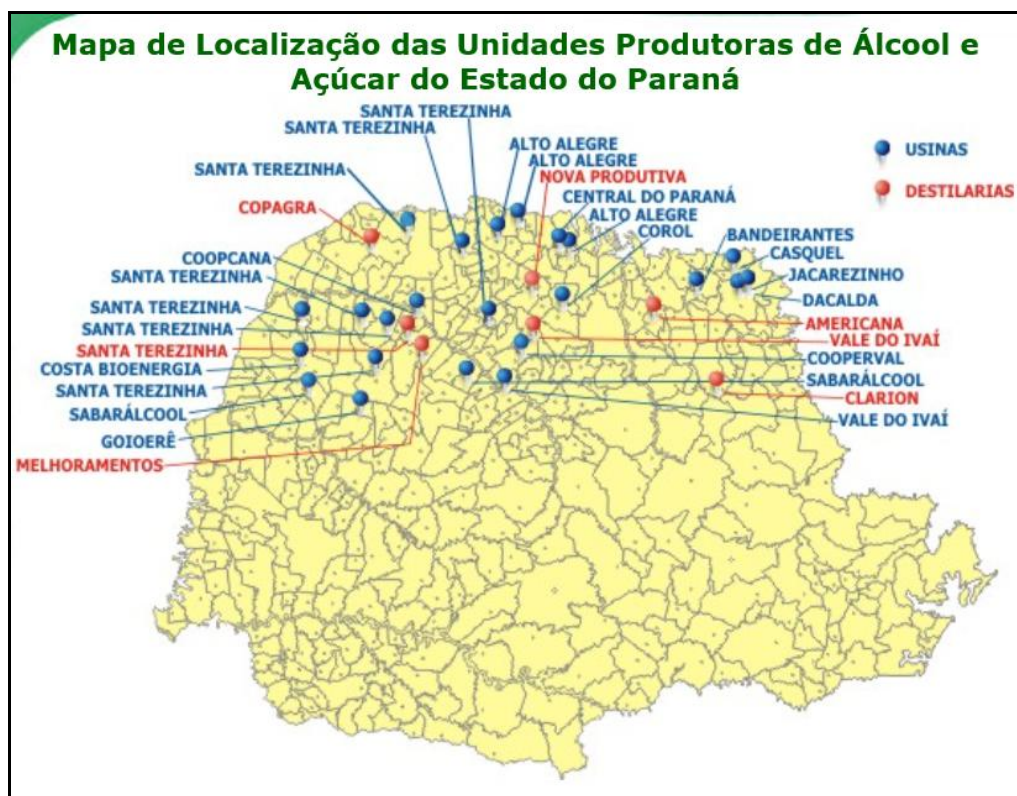 Mapa de Localização das Unidades Produtoras de Álcool e
Açúcar do Estado do Paraná
SANTA TEREZINHA
SANTA TEREZINHA
ALTO ALEGRE
ALTO ALEGRE
SANTA TEREZINHA
NOVA PRODUTIVA
CENTRAL DO PARANÁ
COPAGRA
ALTO ALEGRE
COROL
USINAS
DESTILARIAS
BANDEIRANTES
CASQUEL
JACAREZINHO
DACALDA
AMERICANA
VALE DO IVAÍ
COOPERVAL
SABARÁLCOOL
CLARION
VALE DO IVAÍ
COOPCANA
SANTA TEREZINHA
SANTA TEREZINHA
SANTA TEREZINHA
SANTA TEREZINHA
COSTA BIOENERGIA
SANTA TEREZINHA
SABARÁLCOOL
GOIOERÊ
MELHORAMENTOS